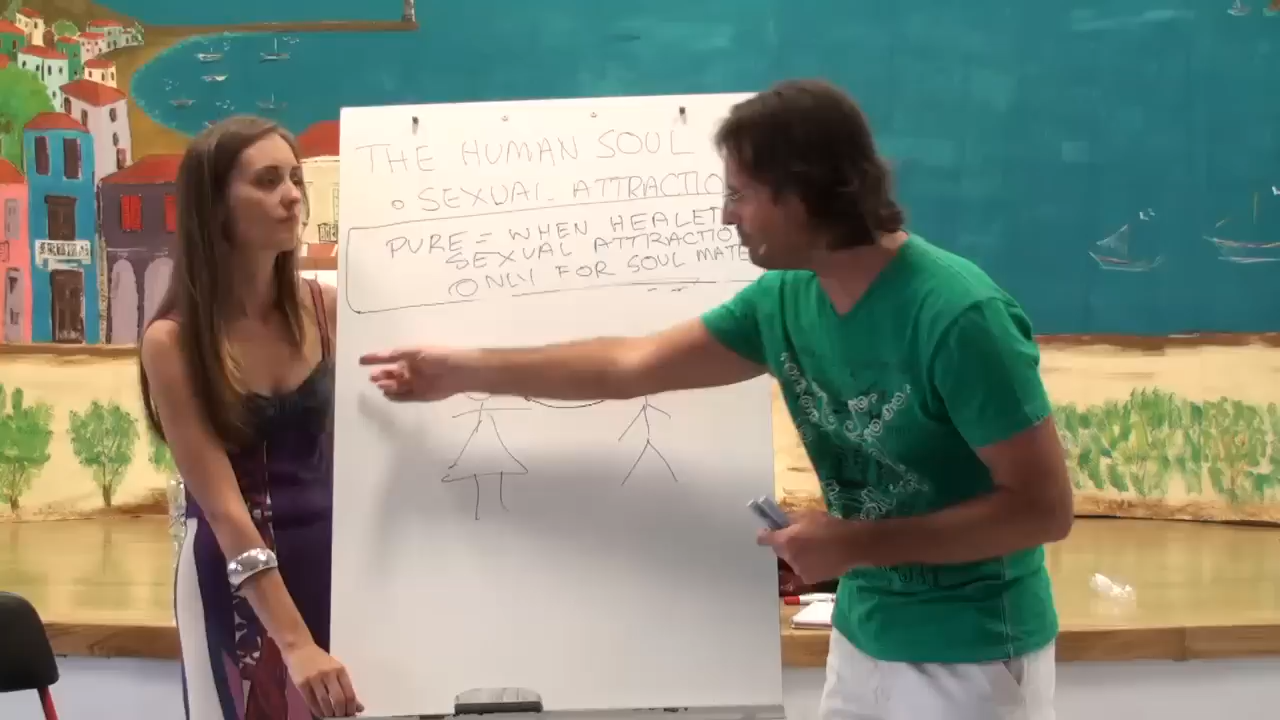 THE HUMAN SOUL
o SEXUAL ATTRACTIO
PURE = WHEN HEALE
SEXUAL ATTRACTIO
ONLY FOR SOUL MATE